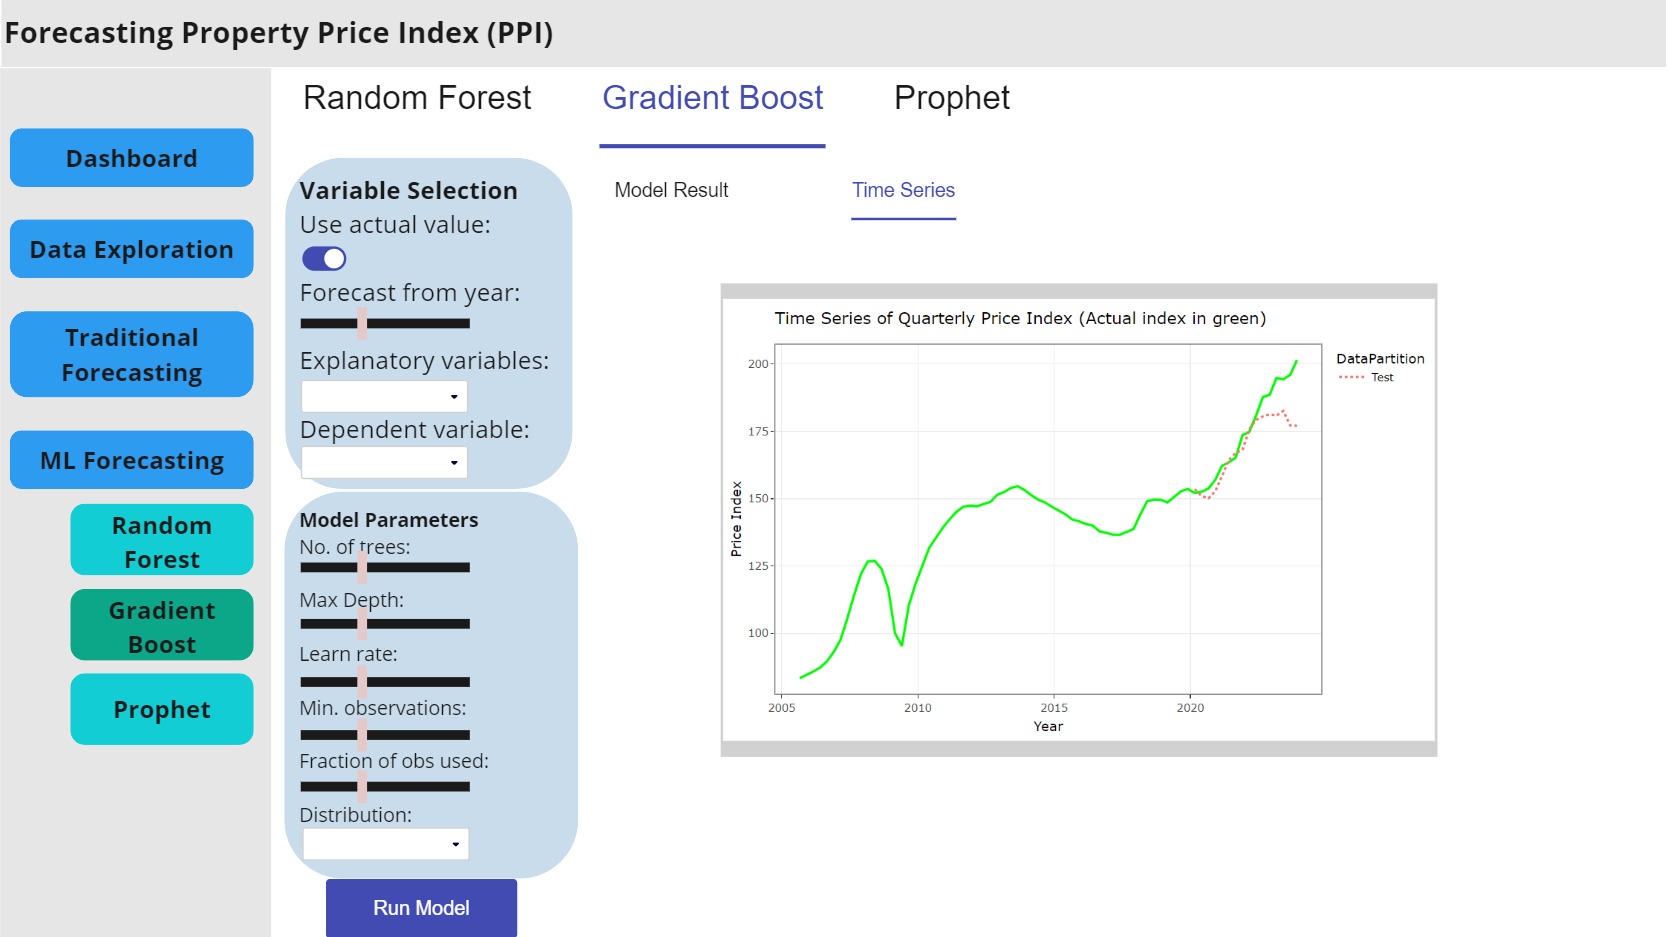 Forecasting Property Price Index (PPI)
Dashboard
Data Exploration
Traditional
Forecasting
ML Forecasting
Random
Forest
Gradient
Boost
Prophet
Random Forest
Gradient Boost
Prophet
Variable Selection
Use actual value:
Forecast from year:
Explanatory variables:
Dependent variable:
Model Parameters
No. of trees:
Max Depth:
Learn rate:
Min. observations:
Fraction of obs used:
Distribution:
Run Model
Model Result
Time Series
Time Series of Quarterly Price Index (Actual index in green)
200
175
150
125
100
Price Index
2005
2010
2015
2020
Year
DataPartition
Test